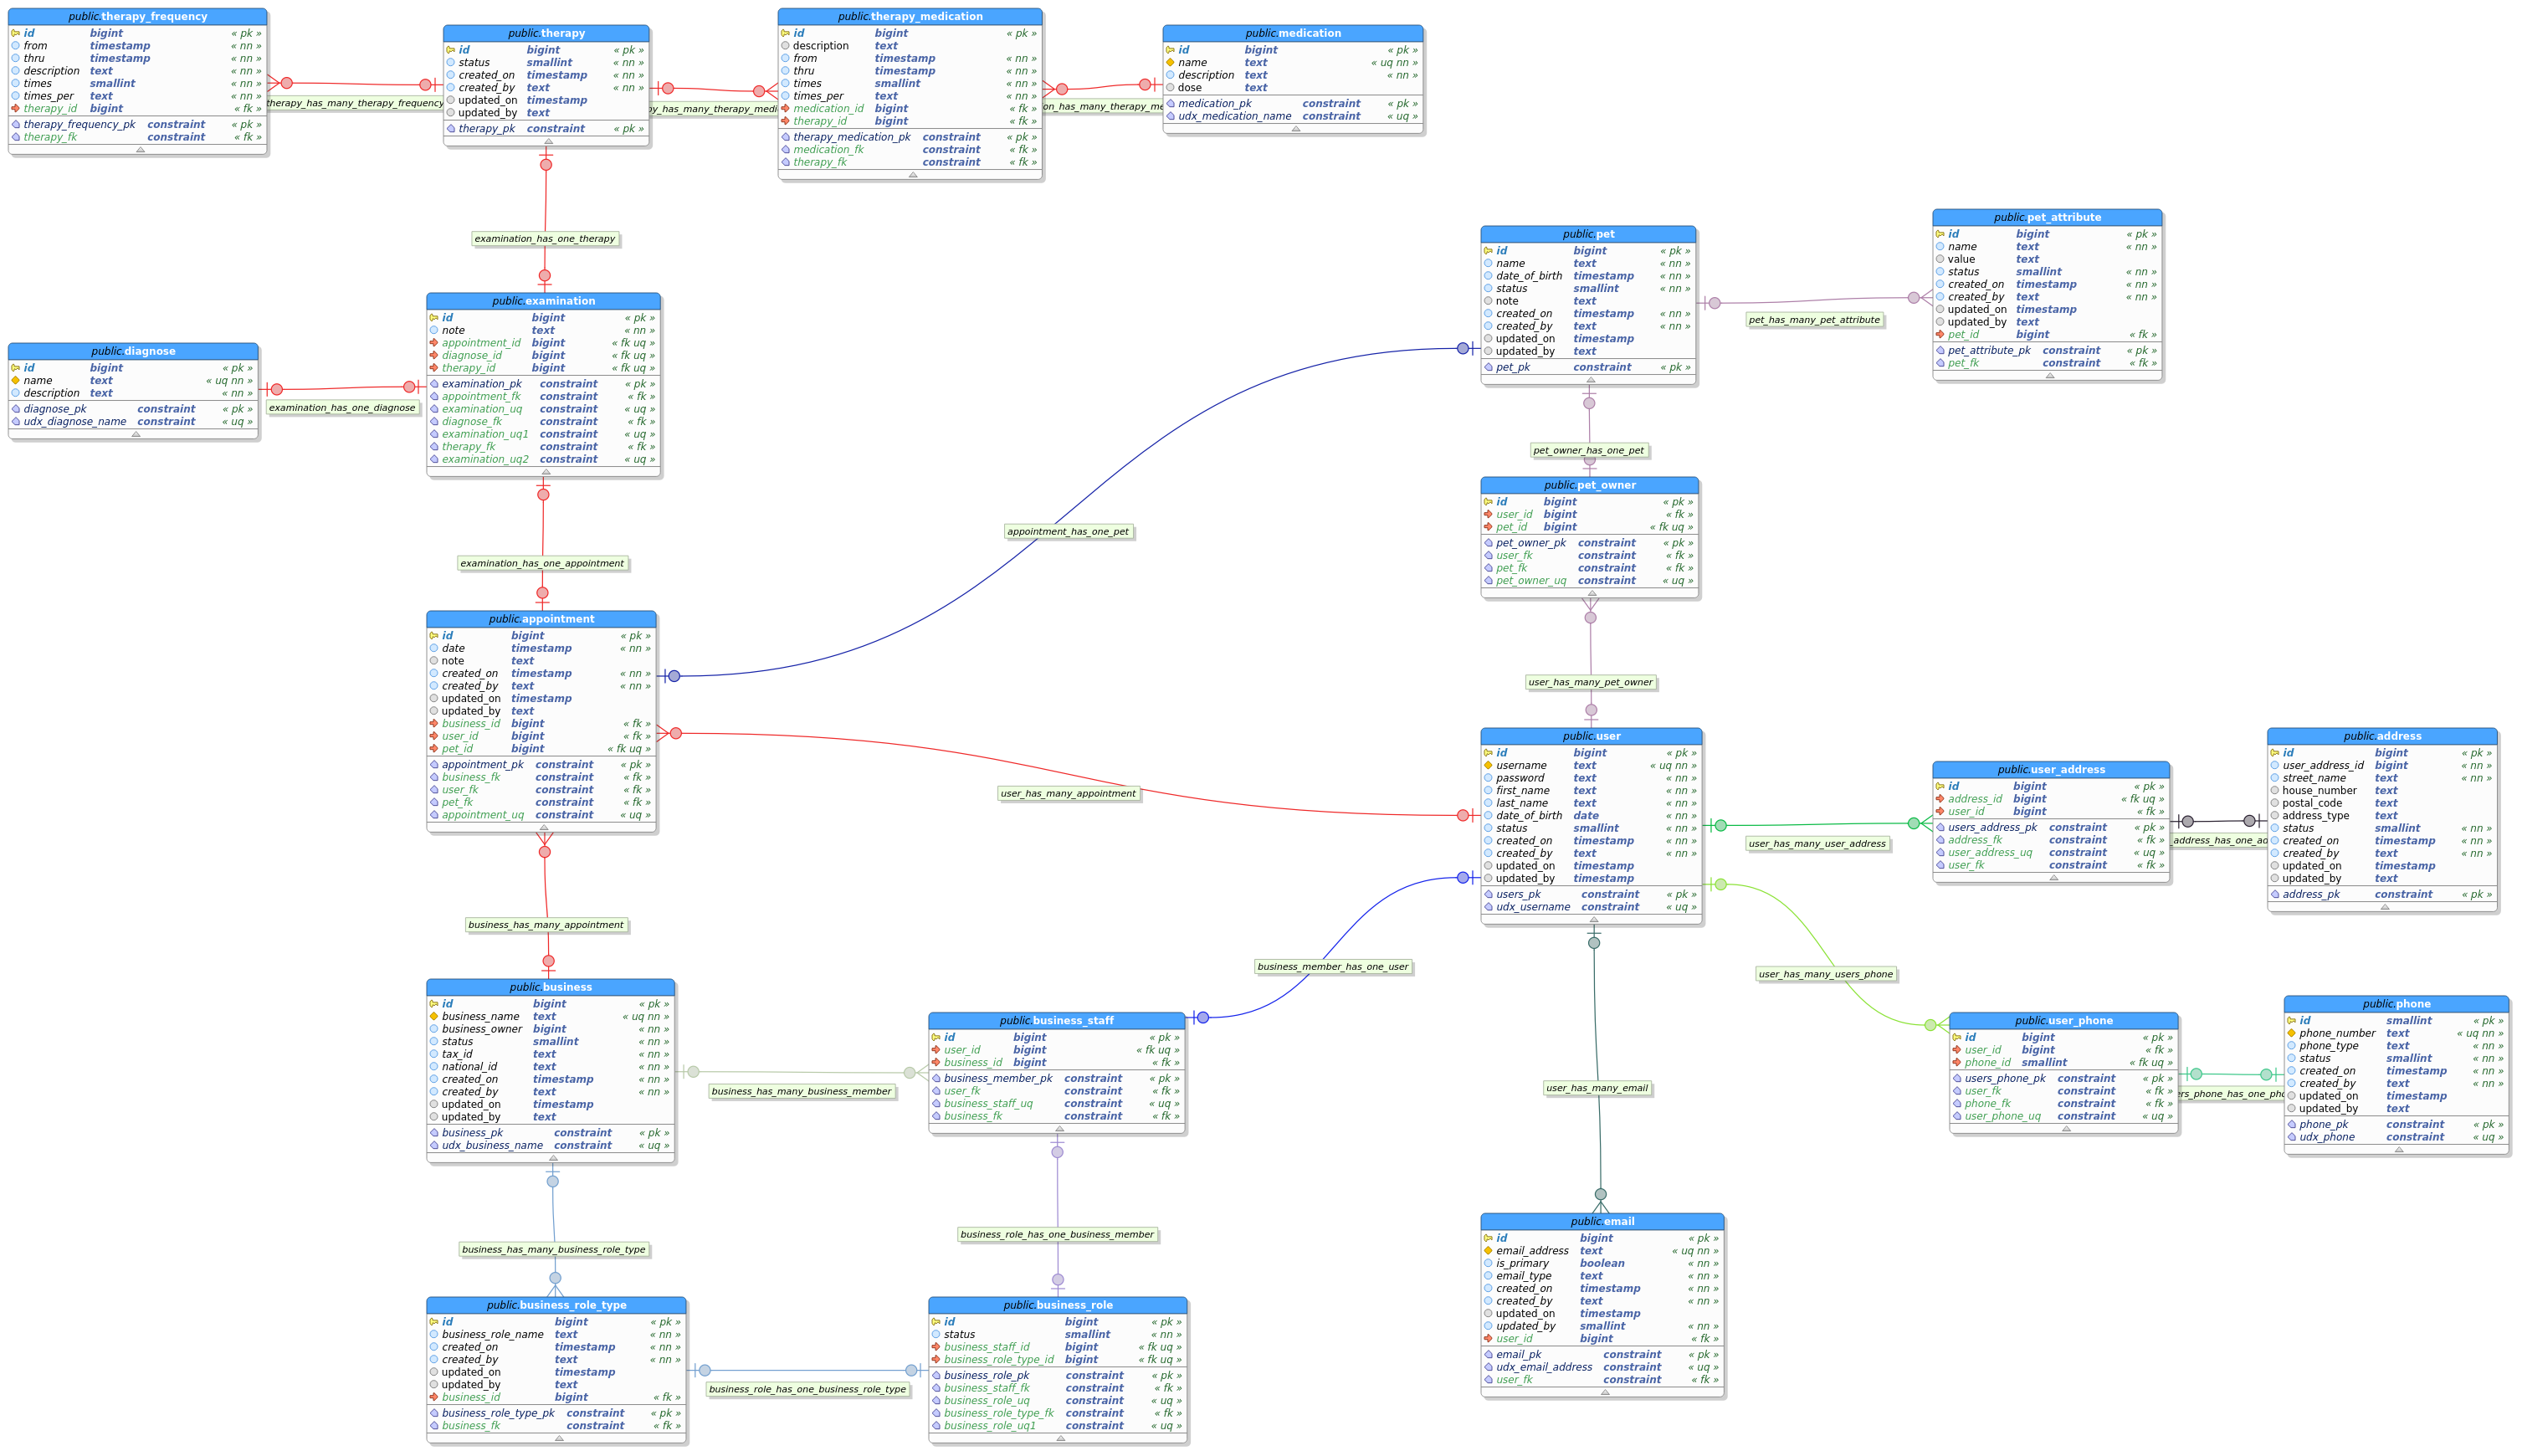 public.therapy_frequency
id bigint « pk »
from timestamp « nn »
thru timestamp « nn »
description text « nn »
times smallint « nn »
times_per text « nn »
therapy_id bigint « fk »
therapy_frequency_pk constraint « pk »
therapy_fk constraint « fk »
therapy_has_many_therapy_frequency
public.therapy
id bigint « pk »
status smallint « nn »
created_on timestamp « nn »
created_by text « nn »
updated_on timestamp
updated_by text
therapy_pk constraint « pk »
py_has_many_therapy_medi
public.therapy_medication
id bigint « pk »
description text
from timestamp « nn »
thru timestamp « nn »
times smallint « nn »
times_per text « nn »
medication_id bigint « fk »
therapy_id bigint « fk »
therapy_medication_pk constraint « pk »
medication_fk constraint « fk »
therapy_fk constraint « fk »
on_has_many_therapy_me
public.medication
id bigint « pk »
name text « uq nn »
description text « nn »
dose text
medication_pk constraint « pk »
udx_medication_name constraint « uq »
examination_has_one_therapy
public.pet
id bigint « pk »
name text « nn »
date_of_birth timestamp « nn »
status smallint « nn »
note text
created_on timestamp « nn »
created_by text « nn »
updated_on timestamp
updated_by text
pet_pk constraint « pk »
pet_has_many_pet_attribute
public.pet_attribute
id bigint « pk »
name text « nn »
value text
status smallint « nn »
created_on timestamp « nn »
created_by text « nn »
updated_on timestamp
updated_by text
pet_id bigint « fk »
pet_attribute_pk constraint « pk »
pet_fk constraint « fk »
public.diagnose
id bigint « pk »
name text « uq nn »
description text « nn »
diagnose_pk constraint « pk »
udx_diagnose_name constraint « uq »
examination_has_one_diagnose
public.examination
id bigint « pk »
note text « nn »
appointment_id bigint « fk uq »
diagnose_id bigint « fk uq »
therapy_id bigint « fk uq »
examination_pk constraint « pk »
appointment_fk constraint « fk »
examination_uq constraint « uq »
diagnose_fk constraint « fk »
examination_uq1 constraint « uq »
therapy_fk constraint « fk »
examination_uq2 constraint « uq »
pet_owner_has_one_pet
public.pet_owner
id bigint « pk »
user_id bigint « fk »
pet_id bigint « fk uq »
pet_owner_pk constraint « pk »
user_fk constraint « fk »
pet_fk constraint « fk »
pet_owner_uq constraint « uq »
appointment_has_one_pet
examination_has_one_appointment
user_has_many_pet_owner
public.appointment
id bigint « pk »
date timestamp « nn »
note text
created_on timestamp « nn »
created_by text « nn »
updated_on timestamp
updated_by text
business_id bigint « fk »
user_id bigint « fk »
pet_id bigint « fk uq »
appointment_pk constraint « pk »
business_fk constraint « fk »
user_fk constraint « fk »
pet_fk constraint « fk »
appointment_uq constraint « uq »
user_has_many_appointment
public.user
id bigint « pk »
username text « uq nn »
password text « nn »
first_name text « nn »
last_name text « nn »
date_of_birth date « nn »
status smallint « nn »
created_on timestamp « nn »
created_by text « nn »
updated_on timestamp
updated_by timestamp
users_pk constraint « pk »
udx_username constraint « uq »
user_has_many_user_address
public.user_address
id bigint « pk »
address_id bigint « fk uq »
user_id bigint « fk »
users_address_pk constraint « pk »
address_fk constraint « fk »
user_address_uq constraint « uq »
user_fk constraint « fk »
_address_has_one_ad
public.address
id bigint « pk »
user_address_id bigint « nn »
street_name text « nn »
house_number text
postal_code text
address_type text
status smallint « nn »
created_on timestamp « nn »
created_by text « nn »
updated_on timestamp
updated_by text
address_pk constraint « pk »
business_has_many_appointment
business_member_has_one_user
user_has_many_users_phone
public.business
id bigint « pk »
business_name text « uq nn »
business_owner bigint « nn »
status smallint « nn »
tax_id text « nn »
national_id text « nn »
created_on timestamp « nn »
created_by text « nn »
updated_on timestamp
updated_by text
business_pk constraint « pk »
udx_business_name constraint « uq »
business_has_many_business_member
public.business_staff
id bigint « pk »
user_id bigint « fk uq »
business_id bigint « fk »
business_member_pk constraint « pk »
user_fk constraint « fk »
business_staff_uq constraint « uq »
business_fk constraint « fk »
user_has_many_email
public.user_phone
id bigint « pk »
user_id bigint « fk »
phone_id smallint « fk uq »
users_phone_pk constraint « pk »
user_fk constraint « fk »
phone_fk constraint « fk »
user_phone_uq constraint « uq »
ers_phone_has_one_pho
public.phone
id smallint « pk »
phone_number text « uq nn »
phone_type text « nn »
status smallint « nn »
created_on timestamp « nn »
created_by text « nn »
updated_on timestamp
updated_by text
phone_pk constraint « pk »
udx_phone constraint « uq »
business_has_many_business_role_type
business_role_has_one_business_member
public.business_role_type
id bigint « pk »
business_role_name text « nn »
created_on timestamp « nn »
created_by text « nn »
updated_on timestamp
updated_by text
business_id bigint « fk »
business_role_type_pk constraint « pk »
business_fk constraint « fk »
business_role_has_one_business_role_type
public.business_role
id bigint « pk »
status smallint « nn »
business_staff_id bigint « fk uq »
business_role_type_id bigint « fk uq »
business_role_pk constraint « pk »
business_staff_fk constraint « fk »
business_role_uq constraint « uq »
business_role_type_fk constraint « fk »
business_role_uq1 constraint « uq »
public.email
id bigint « pk »
email_address text « uq nn »
is_primary boolean « nn »
email_type text « nn »
created_on timestamp « nn »
created_by text « nn »
updated_on timestamp
updated_by smallint « nn »
user_id bigint « fk »
email_pk constraint « pk »
udx_email_address constraint « uq »
user_fk constraint « fk »